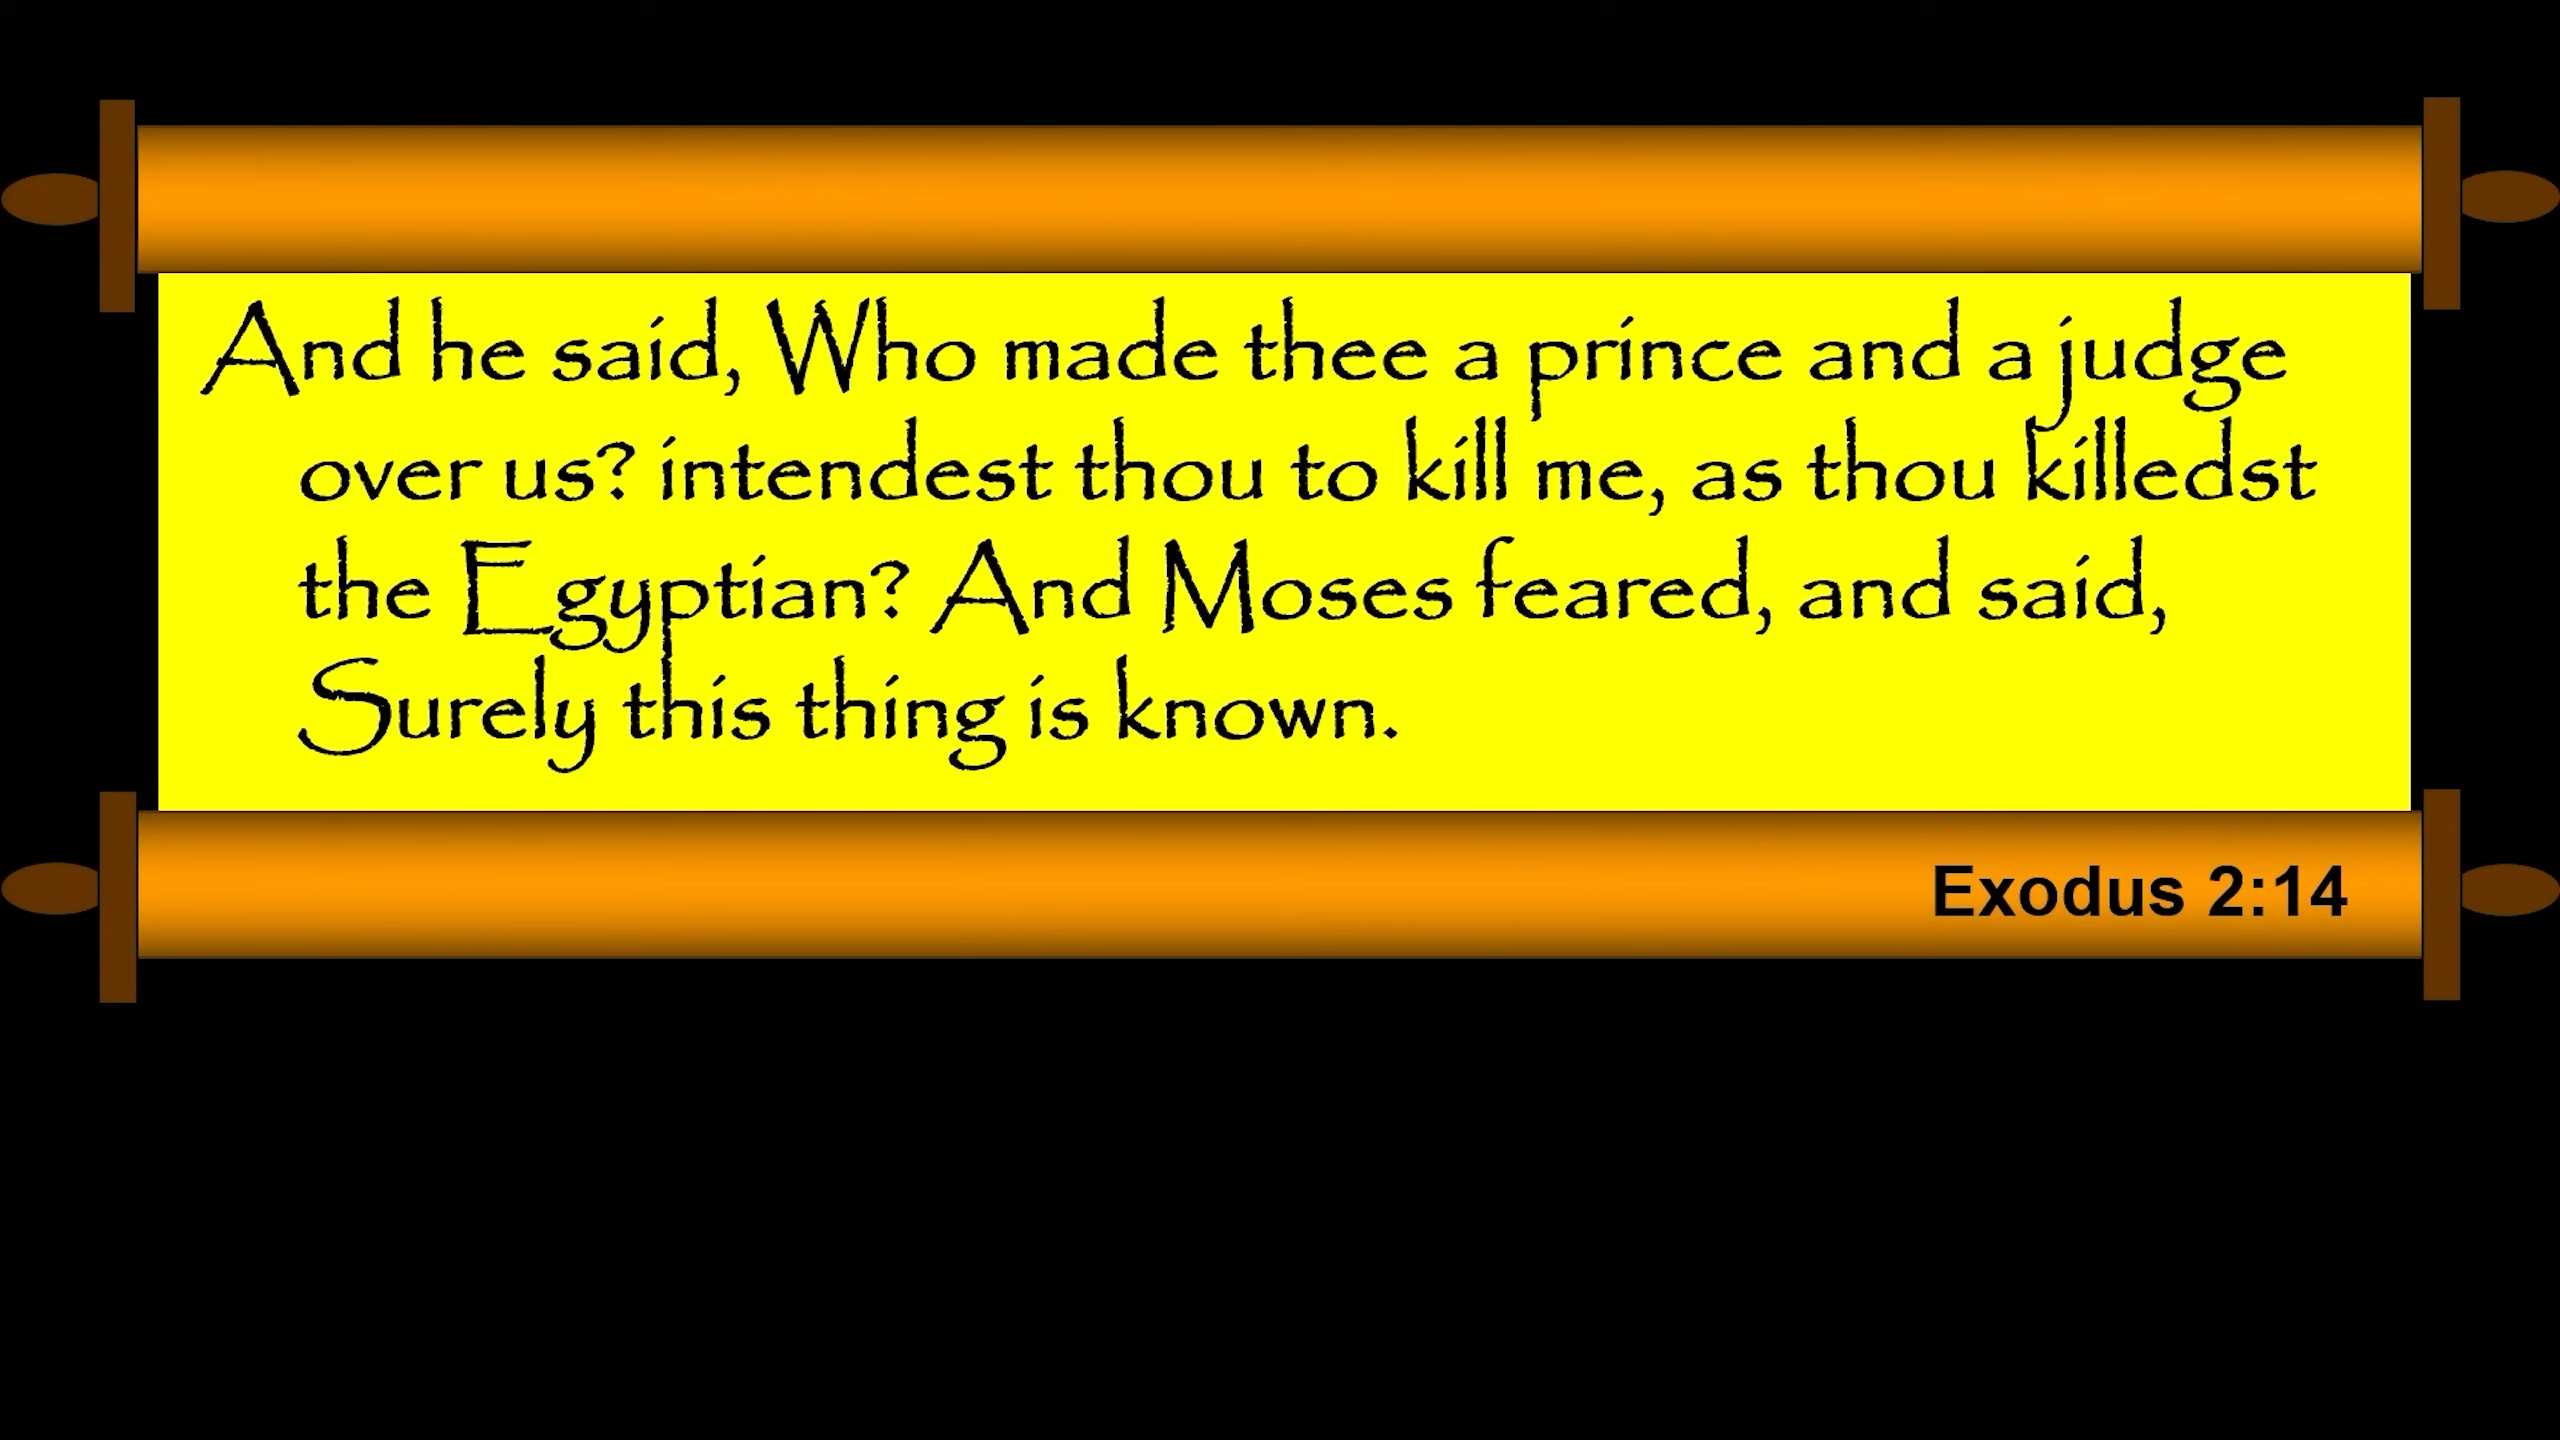 And he said, Who made thee a prince and a judge
over us? intendest thou to kill me, as thou killedst
the Egyptian? And Moses feared, and said,
Surely this thing is known.
Exodus 2:14